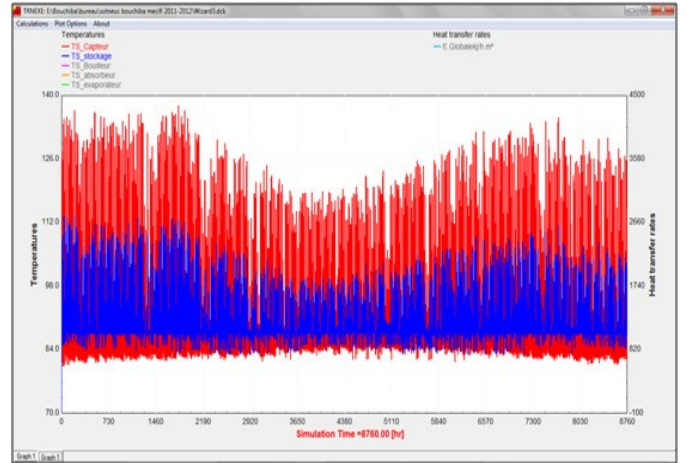 TRNEXE: E:\Bouchiba\bureau\cotmeus bouchiba mec\R 2011-2012\Wizard3.dck
Calculations Plot Options About
Temperatures
TS_Capteur
TS_stockage
TS_Bouilleur
TS_absorbeur
TS_evaporateur
Heat transfer rates
E.Globalekj/h.m²
140.0
126.0
112.0
98.0
84.0
70.0
Temperatures
4500
3580
2660
1740
820
-100
Heat transfer rates
0 730 1460 2190 2920 3650 4380 5110 5840 6570 7300 8030 8760
Simulation Time =8760.00 [hr]
Graph 1 Graph 1